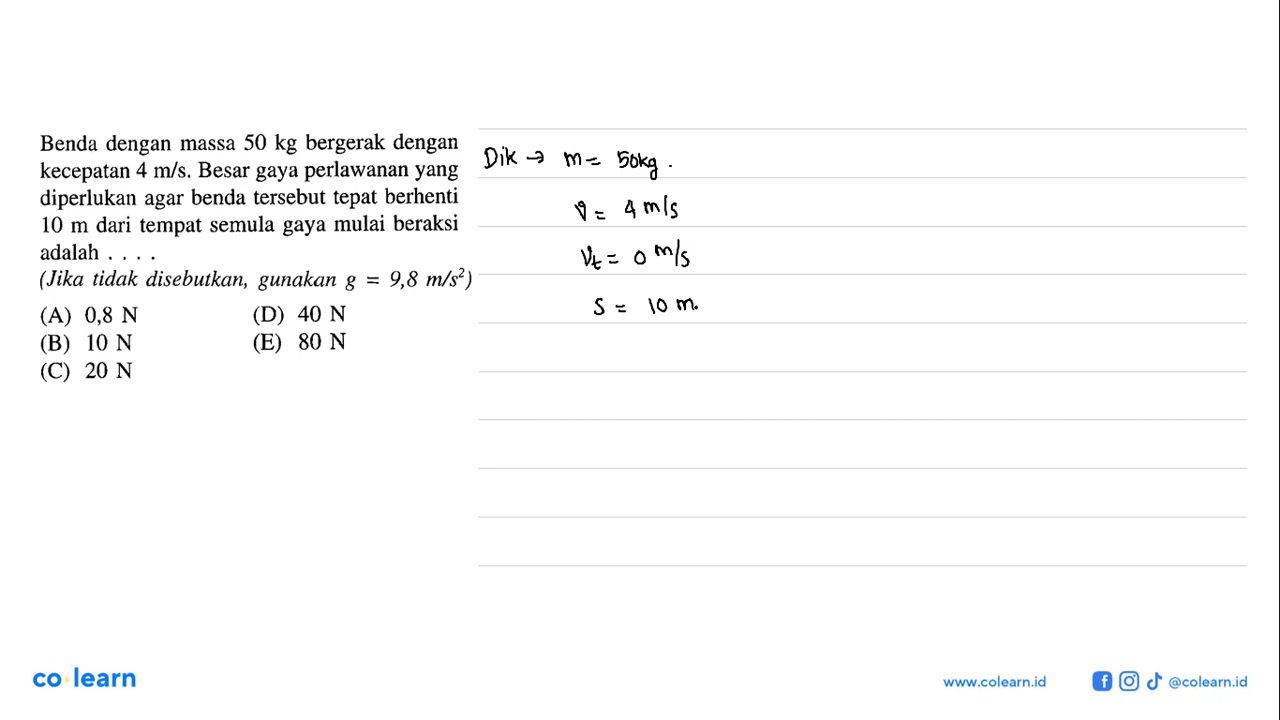 Benda dengan massa 50 kg bergerak dengan
kecepatan 4 m/s. Besar gaya perlawanan yang
diperlukan agar benda tersebut tepat berhenti
10 m dari tempat semula gaya mulai beraksi
adalah . . . .
(Jika tidak disebutkan, gunakan g = 9,8 m/s²)
(A) 0,8 N (D) 40 N
(B) 10 N (E) 80 N
(C) 20 N
Dik → m = 50kg .
v = 4 m/s
Vt = 0 m/s
s = 10 m.
co·learn
www.colearn.id
@colearn.id